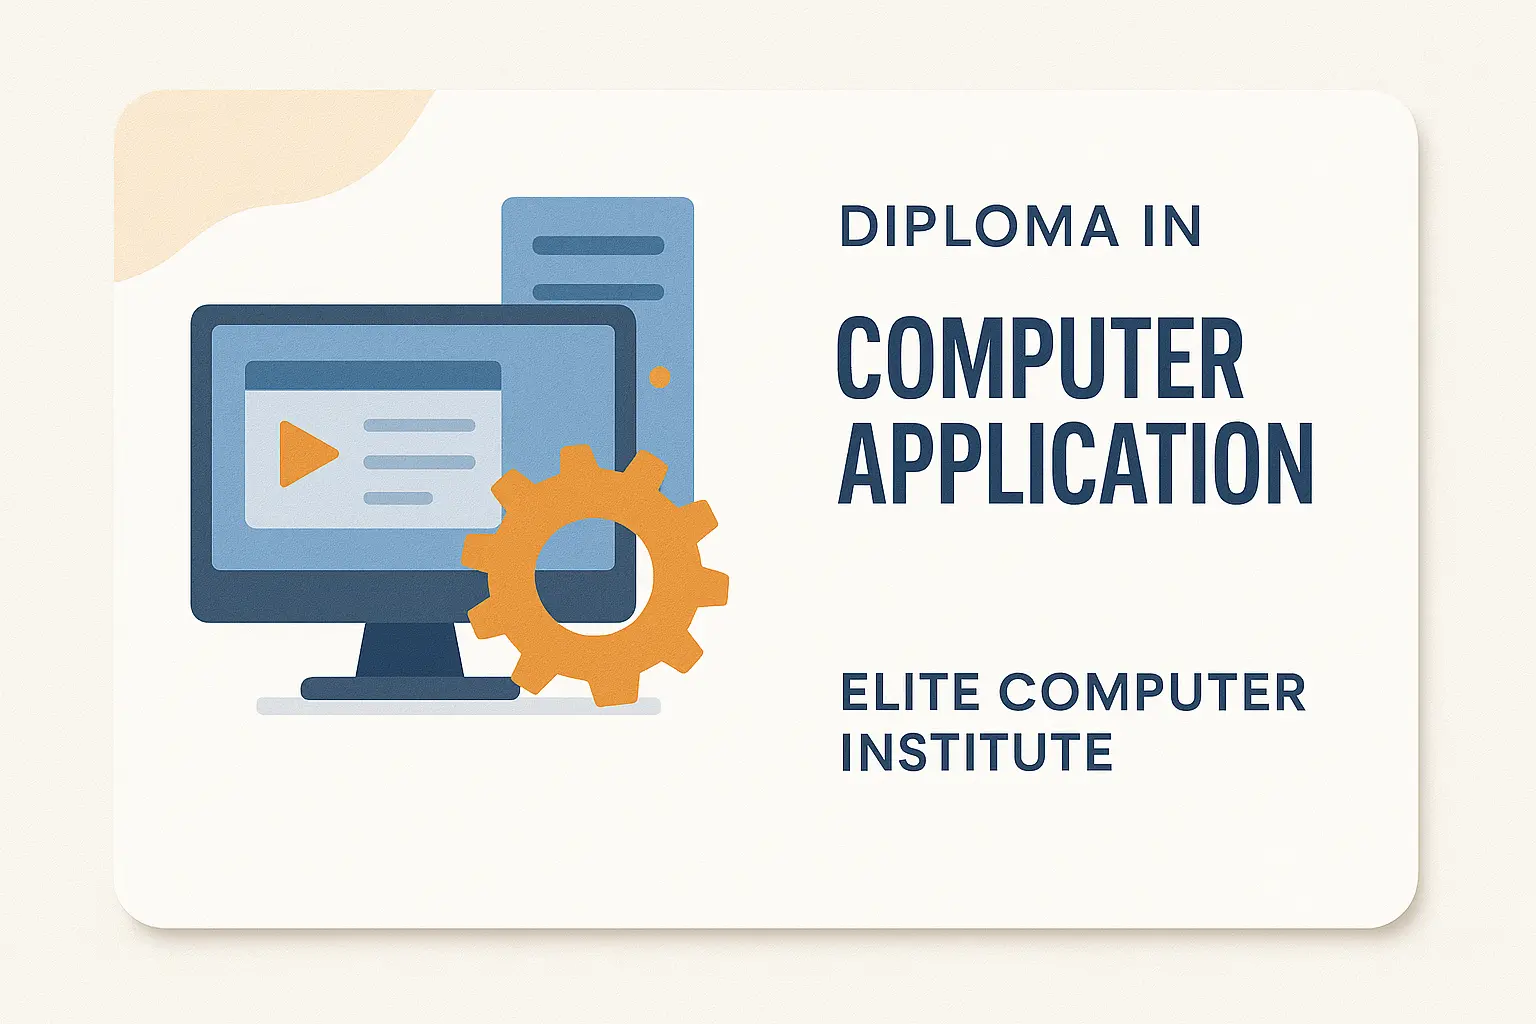 DIPLOMA IN
COMPUTER
APPLICATION
ELITE COMPUTER
INSTITUTE